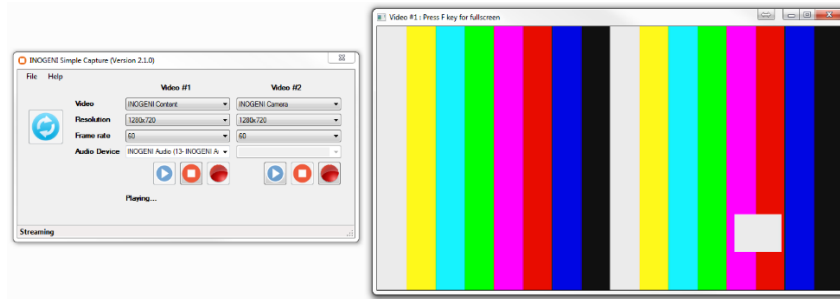 INOGENI Simple Capture (Version 2.1.0)
File Help
Video #1 Video #2
Video INOGENI Content INOGENI Camera
Resolution 1280x720 1280x720
Frame rate 60 60
Audio Device INOGENI Audio (13- INOGENI A
Playing...
Streaming
Video #1 : Press F key for fullscreen